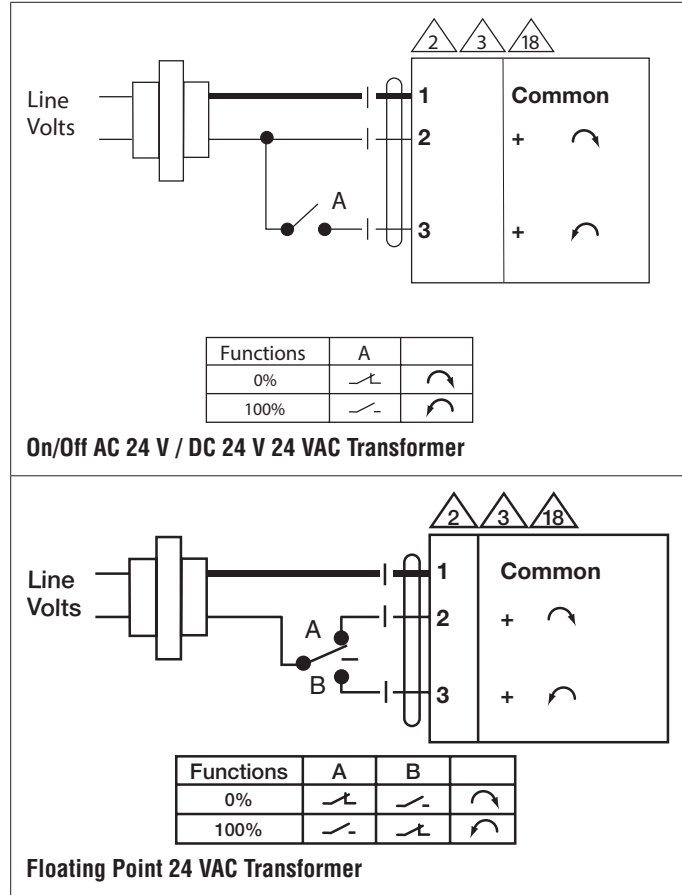 2 3 18
Line
Volts
1 Common
2 +
A
3 +
Functions A
0%
100%
On/Off AC 24 V / DC 24 V 24 VAC Transformer
2 3 18
Line
Volts
1 Common
A
2 +
B
3 +
Functions A B
0%
100%
Floating Point 24 VAC Transformer